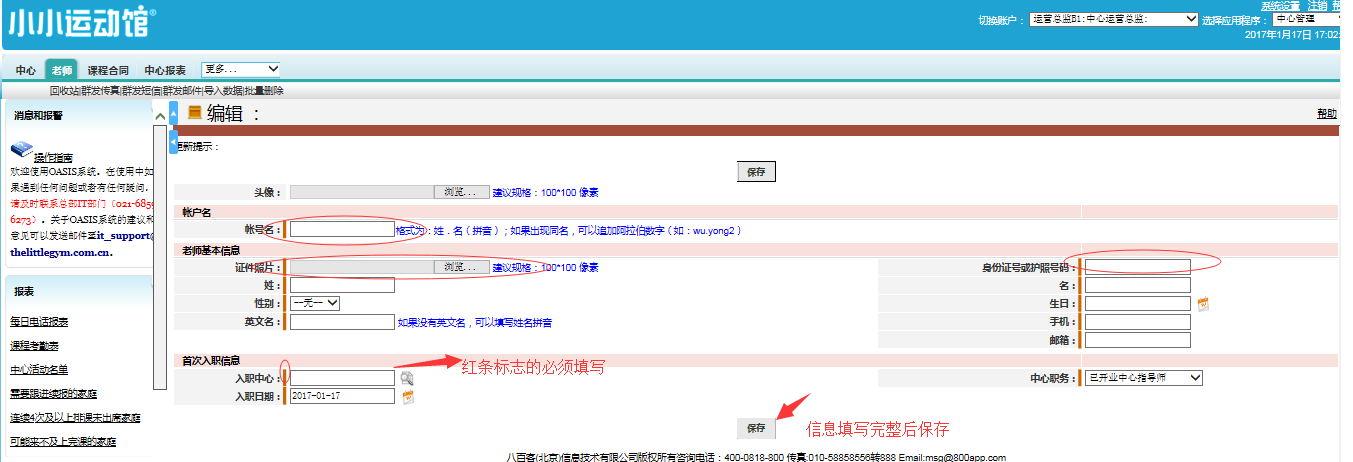 小小运动馆®
系统设置 注销
切换账户： 运营总监B1:中心运营总监: 选择应用程序： 中心管理
2017年1月17日 17:02:
中心 老师 课程合同 中心报表 更多...
回收站|群发传真|群发短信|群发邮件|导入数据|批量删除
消息和报警
操作指南
欢迎使用OASIS系统。在使用中如
果遇到任何问题或者有任何疑问，
请及时联系总部IT部门（021-6859
6273）。关于OASIS系统的建议和
意见可以发送邮件至it_support@
thelittlegym.com.cn。
报表
每日电话报表
课程考勤表
中心活动名单
需要跟进续报的家庭
连续4次及以上排课未出席家庭
可能来不及上完课的家庭
编辑 ：
帮助
更新提示：
保存
头像： 浏览... 建议规格：100*100 像素
帐户名
帐号名： 格式为：姓．名（拼音）；如果出现同名，可以追加阿拉伯数字（如：wu.yong2）
老师基本信息
证件照片： 浏览... 建议规格：100*100 像素 身份证号或护照号码：
姓： 名：
性别： --无-- 生日：
英文名： 如果没有英文名，可以填写姓名拼音 手机：
邮箱：
首次入职信息
红条标志的必须填写
入职中心： 中心职务： 已开业中心指导师
入职日期： 2017-01-17
保存 信息填写完整后保存
八百客(北京)信息技术有限公司版权所有咨询电话：400-0818-800 传真:010-58858556转888 Email:msg@800app.com